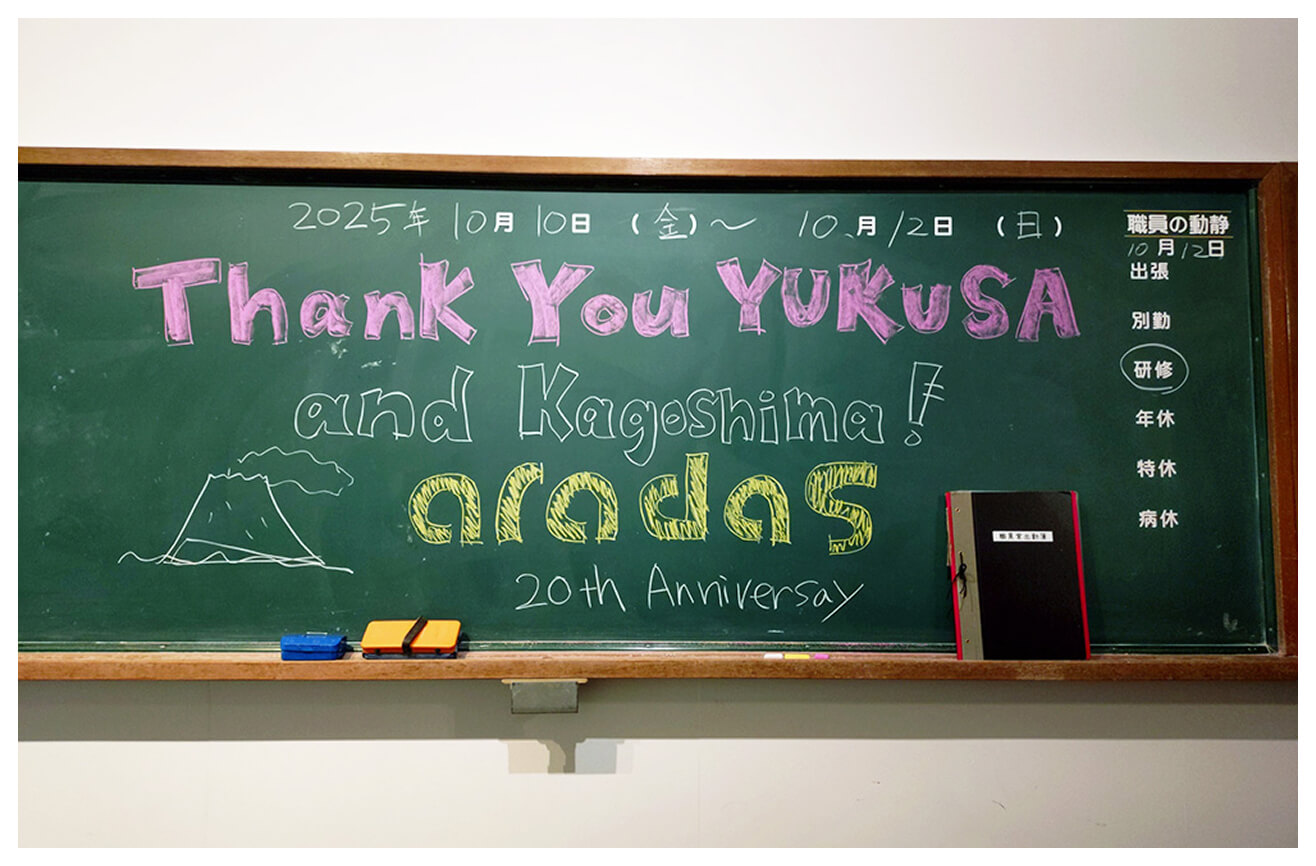 2025年 10月 10日 (金)〜 10月 12日 (日)
Thank You YUKuSA
and Kagoshima!
aradas
20th Anniversay
職員の動静
10月12日
出張
別勤
研修
年休
特休
病休